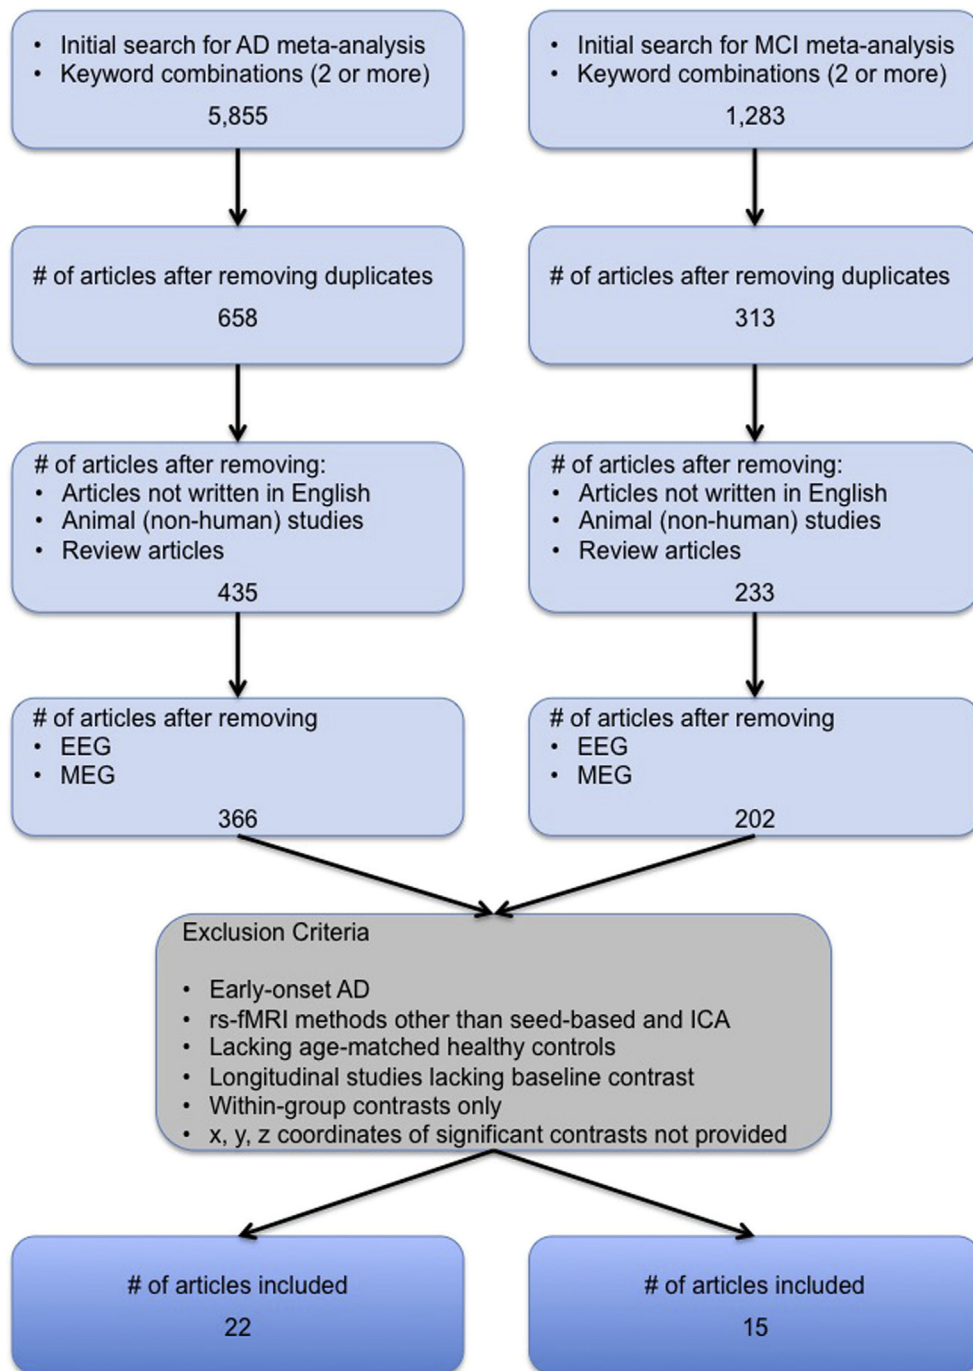 • Initial search for AD meta-analysis
• Keyword combinations (2 or more)
5,855
• Initial search for MCI meta-analysis
• Keyword combinations (2 or more)
1,283
# of articles after removing duplicates
658
# of articles after removing duplicates
313
# of articles after removing:
• Articles not written in English
• Animal (non-human) studies
• Review articles
435
# of articles after removing:
• Articles not written in English
• Animal (non-human) studies
• Review articles
233
# of articles after removing
• EEG
• MEG
366
# of articles after removing
• EEG
• MEG
202
Exclusion Criteria
• Early-onset AD
• rs-fMRI methods other than seed-based and ICA
• Lacking age-matched healthy controls
• Longitudinal studies lacking baseline contrast
• Within-group contrasts only
• x, y, z coordinates of significant contrasts not provided
# of articles included
22
# of articles included
15